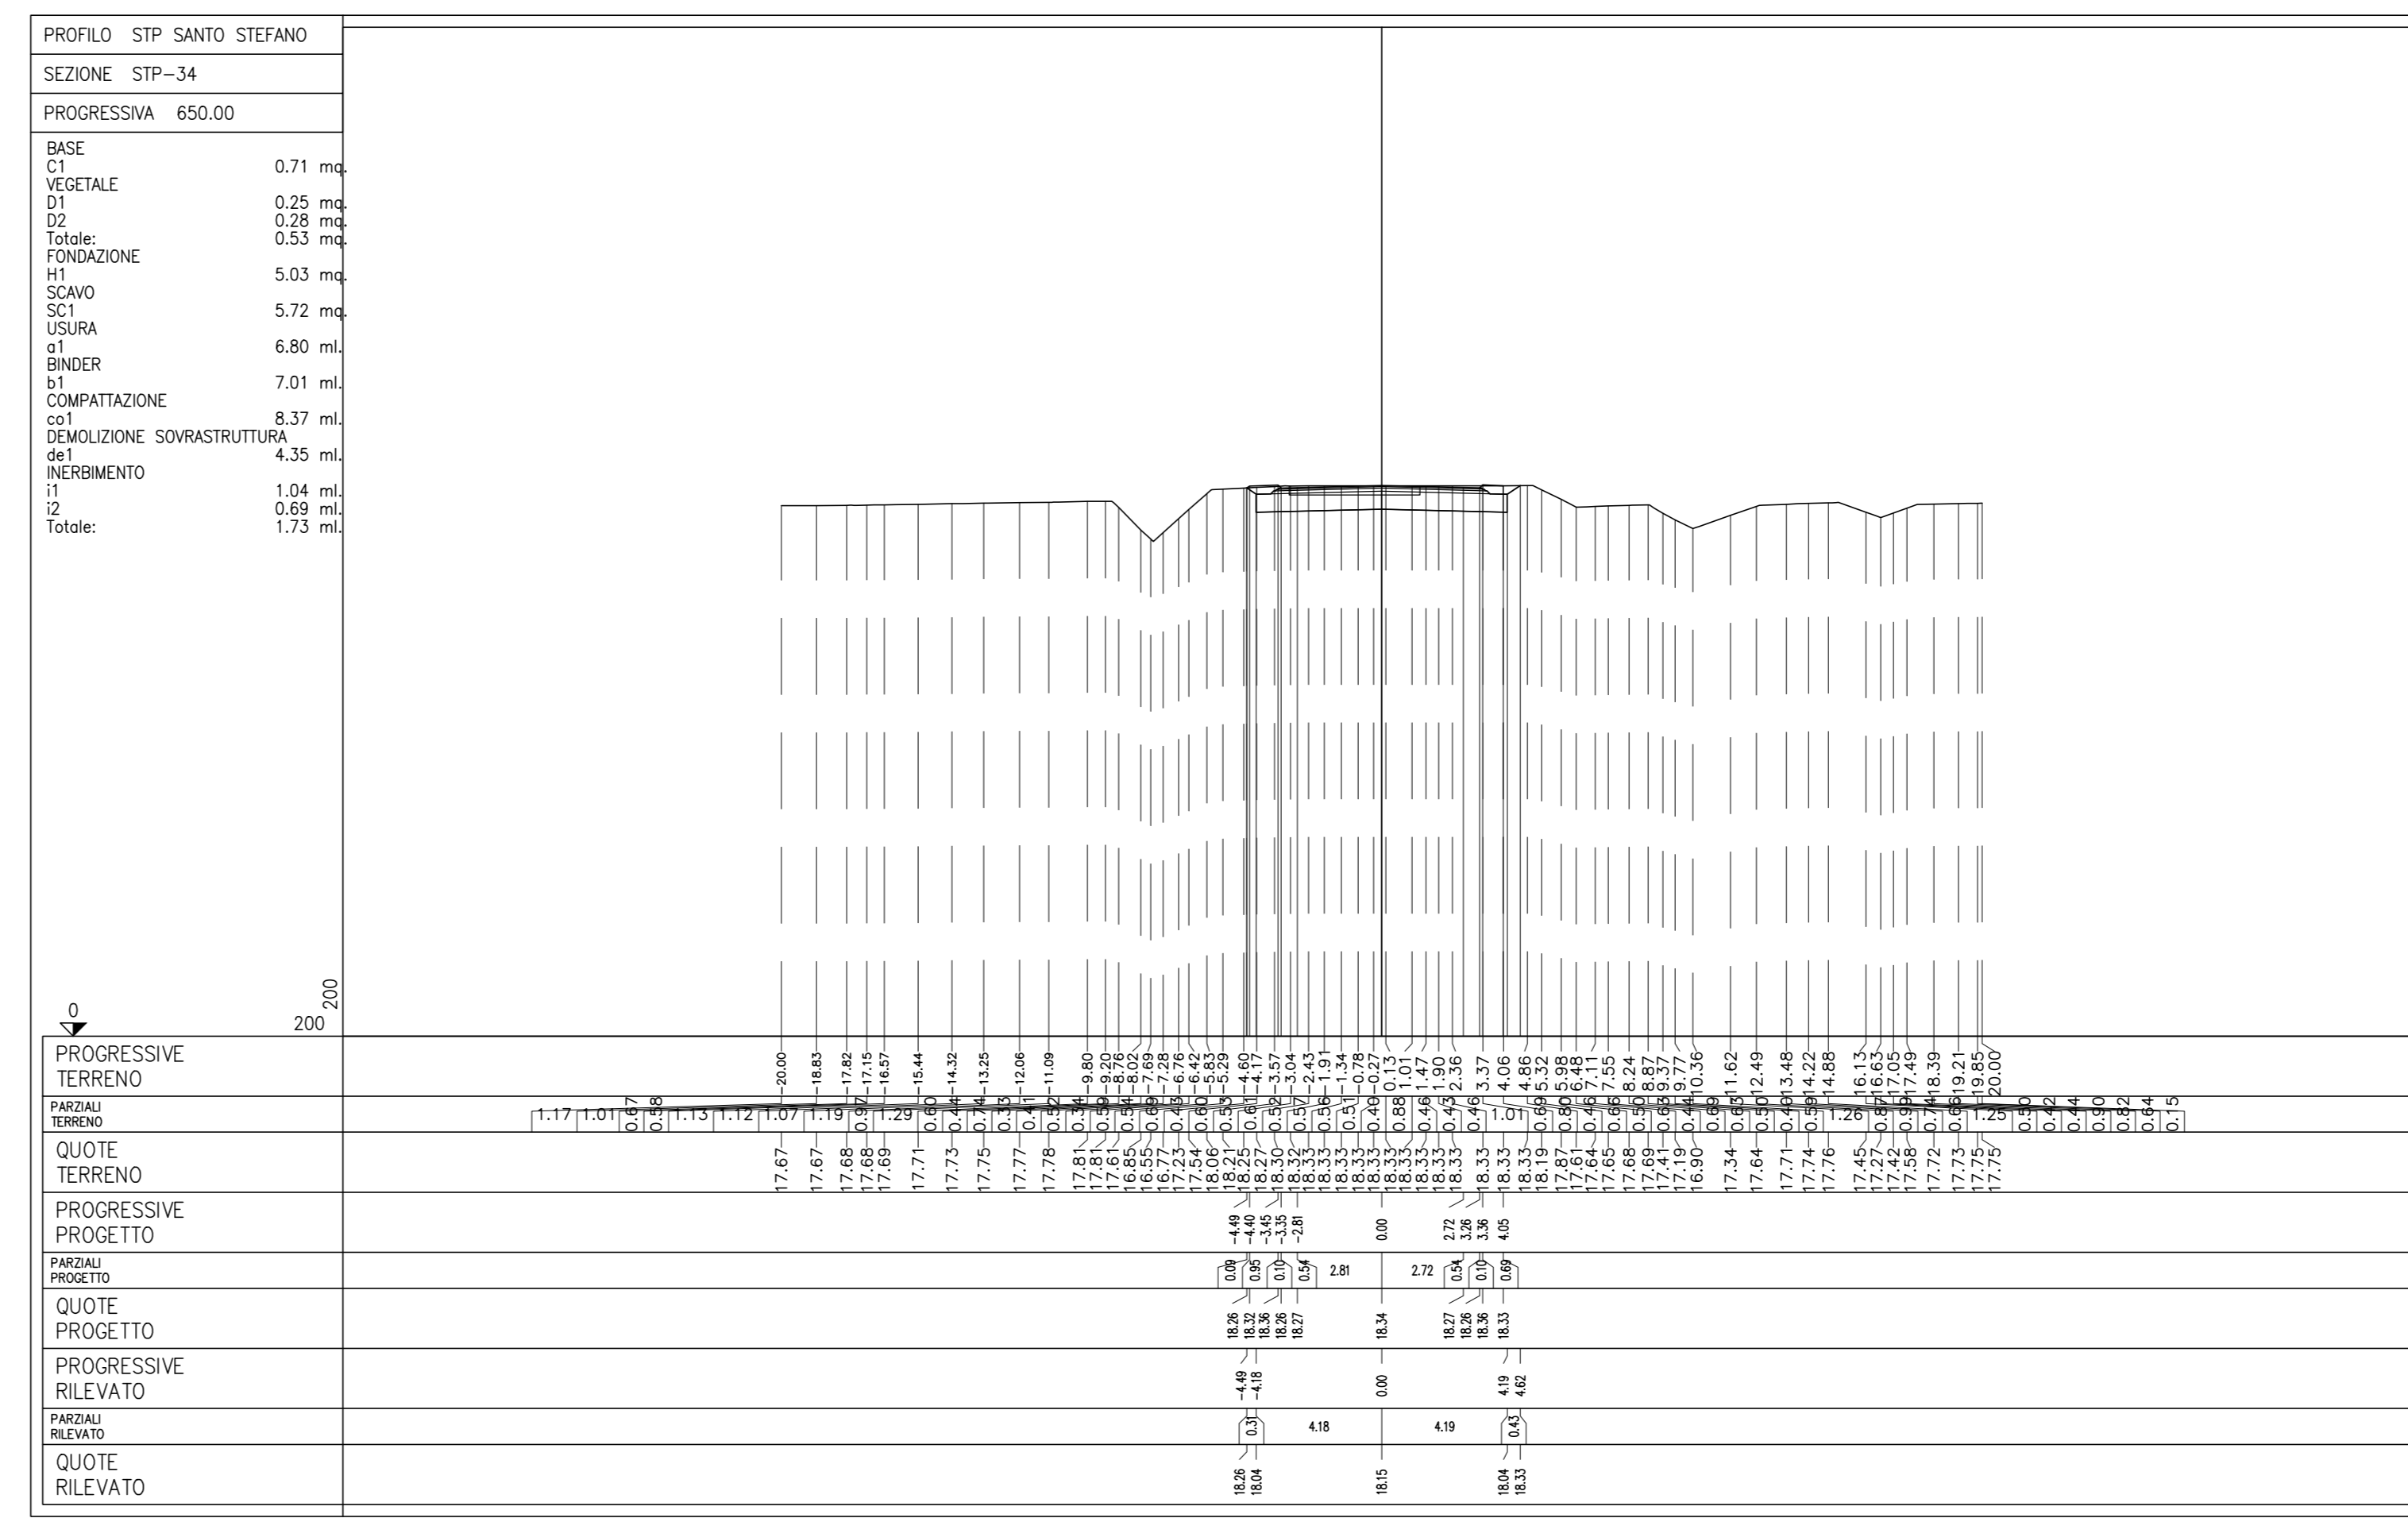 PROFILO STP SANTO STEFANO
SEZIONE STP-34
PROGRESSIVA 650.00
BASE
C1 0.71 mq.
VEGETALE
D1 0.25 mq.
D2 0.28 mq.
Totale: 0.53 mq.
FONDAZIONE
H1 5.03 mq.
SCAVO
SC1 5.72 mq.
USURA
a1 6.80 ml.
BINDER
b1 7.01 ml.
COMPATTAZIONE
co1 8.37 ml.
DEMOLIZIONE SOVRASTRUTTURA
de1 4.35 ml.
INERBIMENTO
i1 1.04 ml.
i2 0.69 ml.
Totale: 1.73 ml.
0
200
200
PROGRESSIVE
TERRENO
-20.00 -18.83 -17.82 -17.15 -16.57 -15.44 -14.32 -13.25 -12.06 -11.09 -9.80 -9.20 -8.76 -8.02 -7.69 -7.28 -6.76 -6.42 -5.83 -5.29 -4.60 -4.17 -3.57 -3.04 -2.43 -1.91 -1.34 -0.78 -0.27 0.13 1.01 1.47 1.90 2.36 3.37 4.06 4.86 5.32 5.98 6.48 7.11 7.55 8.24 8.87 9.37 9.77 10.36 11.62 12.49 13.48 14.22 14.88 16.13 16.63 17.05 17.49 18.39 19.21 19.85 20.00
PARZIALI
TERRENO
1.17 1.01 0.67 0.58 1.13 1.12 1.07 1.19 0.97 1.29 0.60 0.44 0.74 0.33 0.41 0.52 0.34 0.59 0.54 0.69 0.43 0.60 0.53 0.61 0.52 0.57 0.56 0.51 0.40 0.88 0.46 0.43 0.46 1.01 0.69 0.80 0.46 0.66 0.50 0.63 0.44 0.69 0.63 0.50 0.40 0.59 1.26 0.87 0.99 0.74 0.66 1.25 0.50 0.42 0.44 0.90 0.82 0.64 0.15
QUOTE
TERRENO
17.67 17.67 17.68 17.68 17.69 17.71 17.73 17.75 17.77 17.78 17.81 17.81 17.61 16.85 16.55 16.77 17.23 17.54 18.06 18.21 18.25 18.27 18.30 18.32 18.33 18.33 18.33 18.33 18.33 18.33 18.33 18.33 18.33 18.33 18.33 18.33 18.33 18.19 17.87 17.61 17.64 17.65 17.68 17.69 17.41 17.19 16.90 17.34 17.64 17.71 17.74 17.76 17.45 17.27 17.42 17.58 17.72 17.73 17.75 17.75
PROGRESSIVE
PROGETTO
-4.49 -4.40 -3.45 -3.35 -2.81 0.00 2.72 3.26 3.36 4.05
PARZIALI
PROGETTO
0.09 0.95 0.10 0.54 2.81 2.72 0.54 0.10 0.69
QUOTE
PROGETTO
18.26 18.32 18.36 18.26 18.27 18.34 18.27 18.26 18.36 18.33
PROGRESSIVE
RILEVATO
-4.49 -4.18 0.00 4.19 4.62
PARZIALI
RILEVATO
0.31 4.18 4.19 0.43
QUOTE
RILEVATO
18.26 18.04 18.15 18.04 18.33